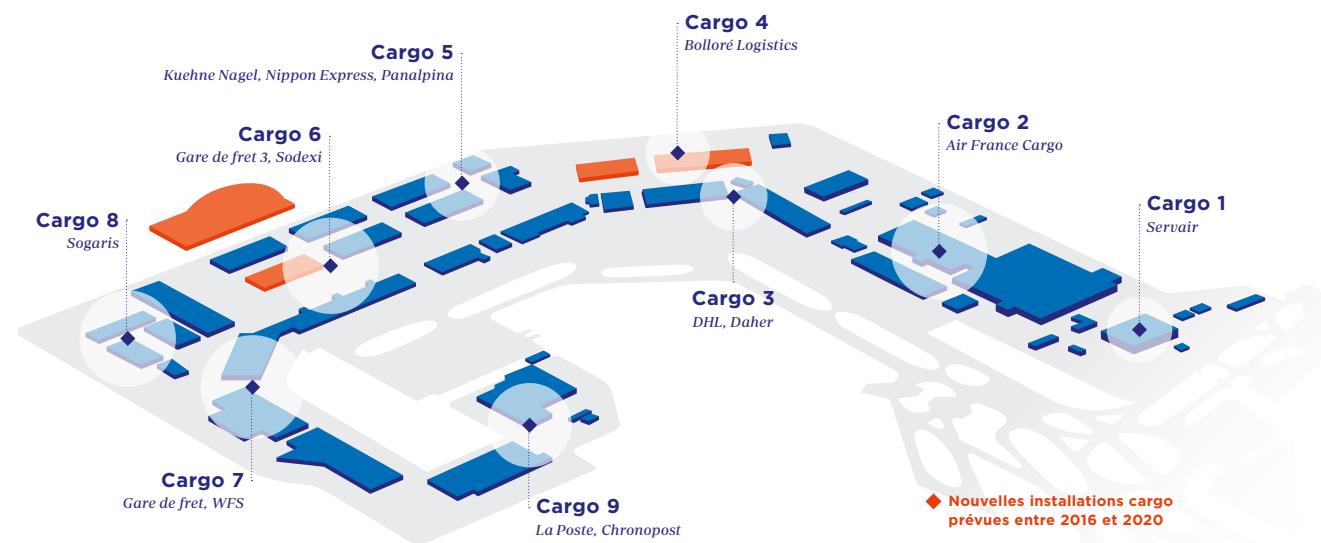 Cargo 4
Bolloré Logistics
Cargo 5
Kuehne Nagel, Nippon Express, Panalpina
Cargo 2
Air France Cargo
Cargo 6
Gare de fret 3, Sodexi
Cargo 1
Servair
Cargo 8
Sogaris
Cargo 3
DHL, Daher
Cargo 7
Gare de fret, WFS
Cargo 9
La Poste, Chronopost
Nouvelles installations cargo
prévues entre 2016 et 2020